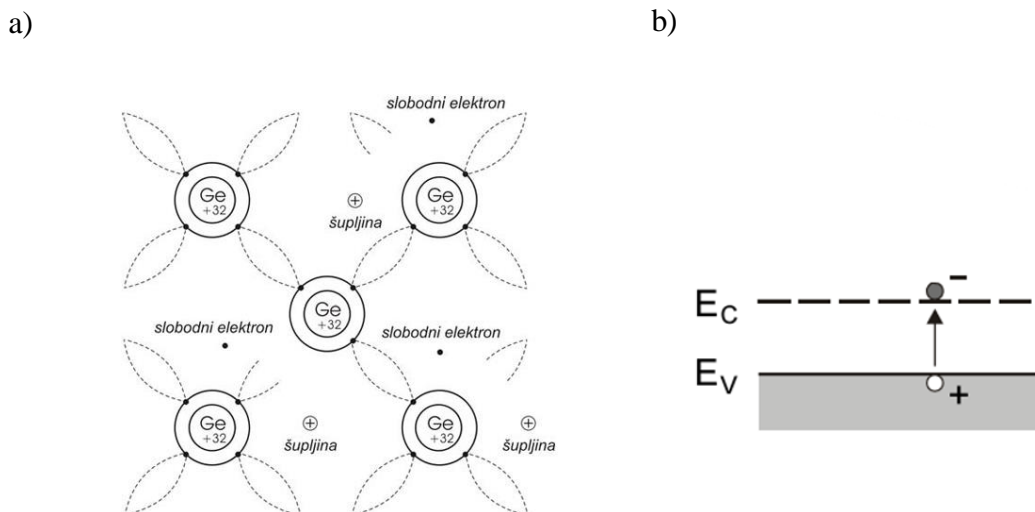 a)
b)
slobodni elektron
Ge
+32
Ge
+32
⊕
šupljina
Ge
+32
slobodni elektron
slobodni elektron
Ge
+32
⊕
šupljina
Ge
+32
⊕
šupljina
E_C
−
E_V
+